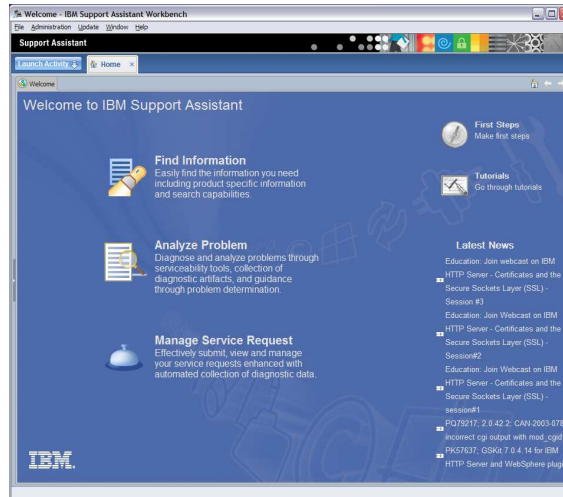 Welcome - IBM Support Assistant Workbench
File Administration Update Window Help
Support Assistant
Launch Activity
Home
Welcome
Welcome to IBM Support Assistant
Find Information
Easily find the information you need
including product specific information
and search capabilities.
Analyze Problem
Diagnose and analyze problems through
serviceability tools, collection of
diagnostic artifacts, and guidance
through problem determination.
Manage Service Request
Effectively submit, view and manage
your service requests enhanced with
automated collection of diagnostic data.
First Steps
Make first steps
Tutorials
Go through tutorials
Latest News
Education: Join webcast on IBM
HTTP Server - Certificates and the
Secure Sockets Layer (SSL) -
Session #3
Education: Join Webcast on IBM
HTTP Server - Certificates and the
Secure Sockets Layer (SSL) -
Session#2
Education: Join Webcast on IBM
HTTP Server - Certificates and the
Secure Sockets Layer (SSL) -
session#1
PQ79217; 2.0.42.2: CAN-2003-078
incorrect cgi output with mod_cgid
PK57637; GSKit 7.0.4.14 for IBM
HTTP Server and WebSphere plug
IBM.